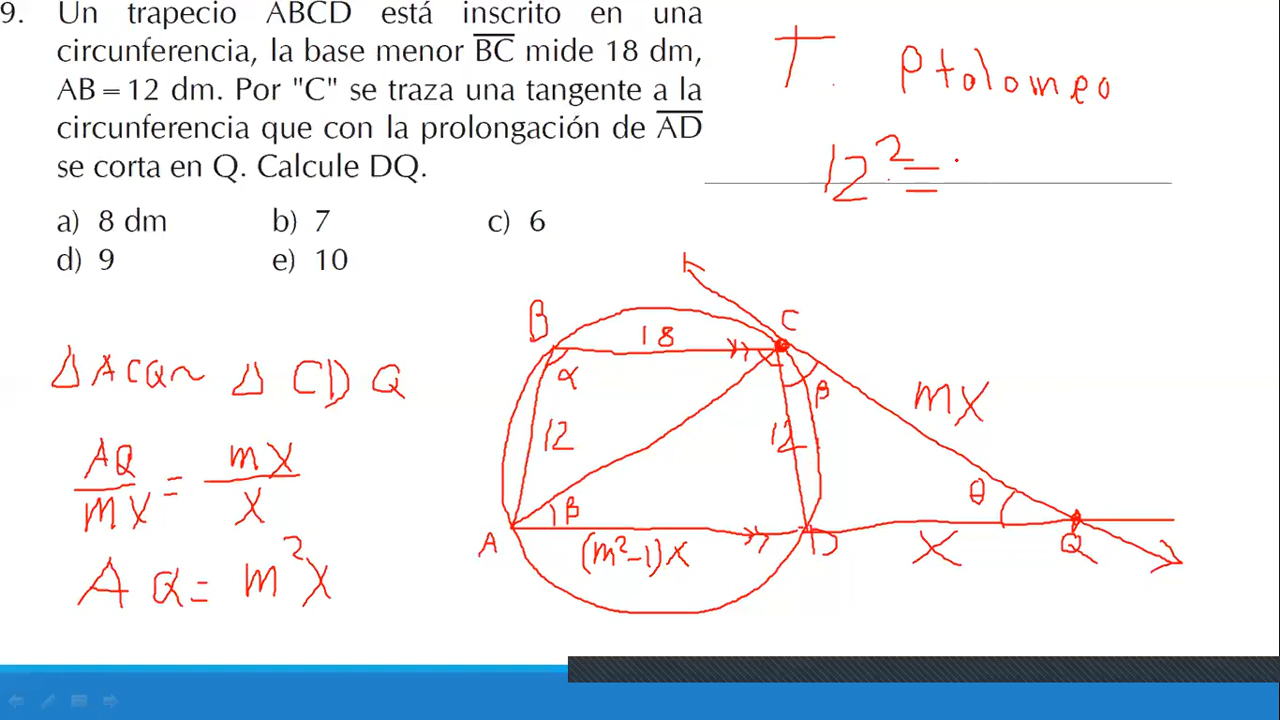 9. Un trapecio ABCD está inscrito en una
circunferencia, la base menor BC mide 18 dm,
AB = 12 dm. Por "C" se traza una tangente a la
circunferencia que con la prolongación de AD
se corta en Q. Calcule DQ.
a) 8 dm b) 7 c) 6
d) 9 e) 10
T. Ptolomeo
12² =
Δ ACQ ~ Δ CDQ
AQ/mx = mx/x
AQ = m²x
B
C
18
α
β
mx
12
12
θ
A
β
(m²-1)x
D
x
Q